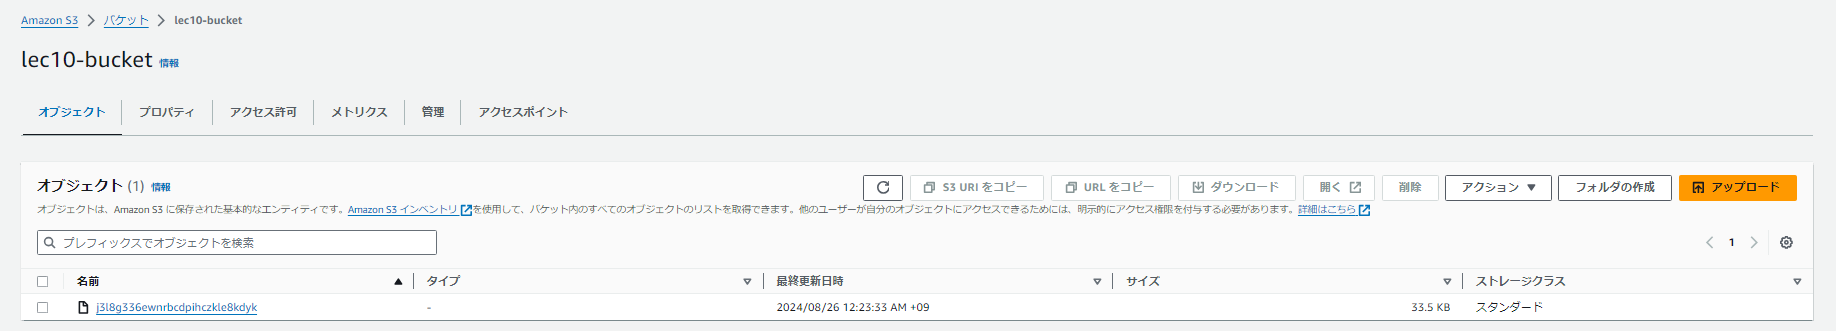 Amazon S3 > バケット > lec10-bucket
lec10-bucket 情報
オブジェクト プロパティ アクセス許可 メトリクス 管理 アクセスポイント
オブジェクト (1) 情報
S3 URI をコピー URL をコピー ダウンロード 開く 削除 アクション フォルダの作成 アップロード
オブジェクトは、Amazon S3 に保存された基本的なエンティティです。Amazon S3 インベントリ を使用して、バケット内のすべてのオブジェクトのリストを取得できます。他のユーザーが自分のオブジェクトにアクセスできるためには、明示的にアクセス権限を付与する必要があります。詳細はこちら
プレフィックスでオブジェクトを検索
1
名前 タイプ 最終更新日時 サイズ ストレージクラス
j3l8g336ewnrbcdpihczkle8kdyk - 2024/08/26 12:23:33 AM +09 33.5 KB スタンダード